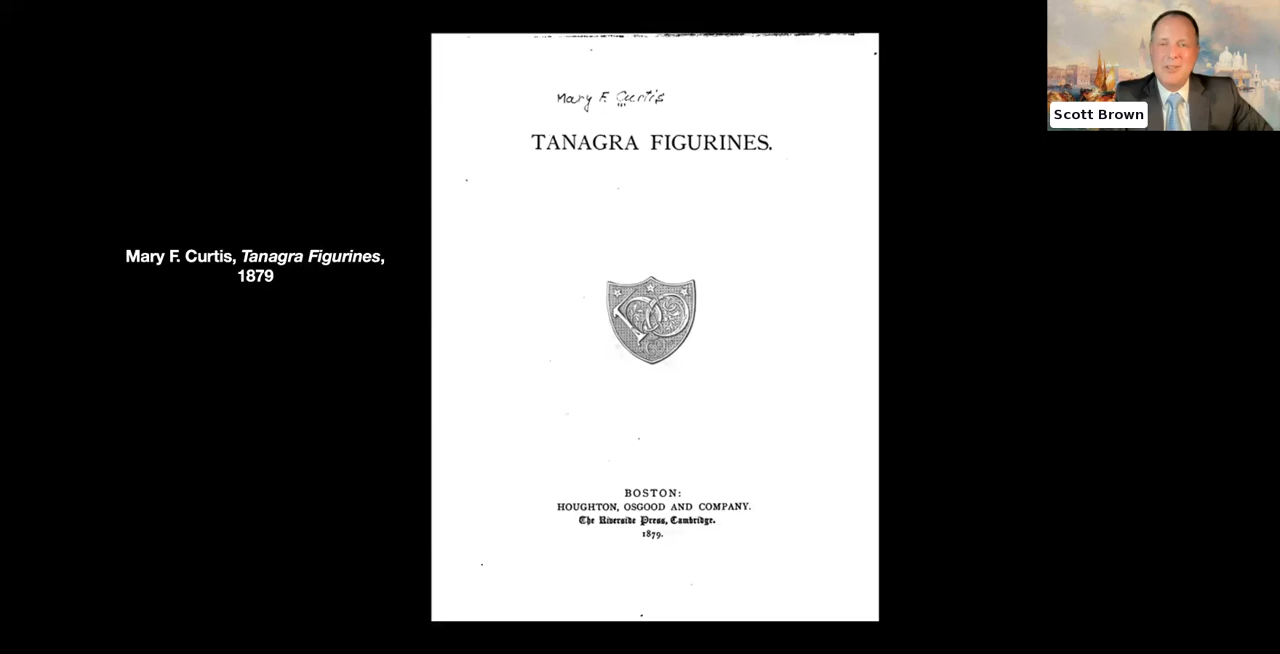 Mary F. Curtis, Tanagra Figurines,
1879
Mary F. Curtis
TANAGRA FIGURINES.
BOSTON:
HOUGHTON, OSGOOD AND COMPANY.
The Riverside Press, Cambridge.
1879.
Scott Brown